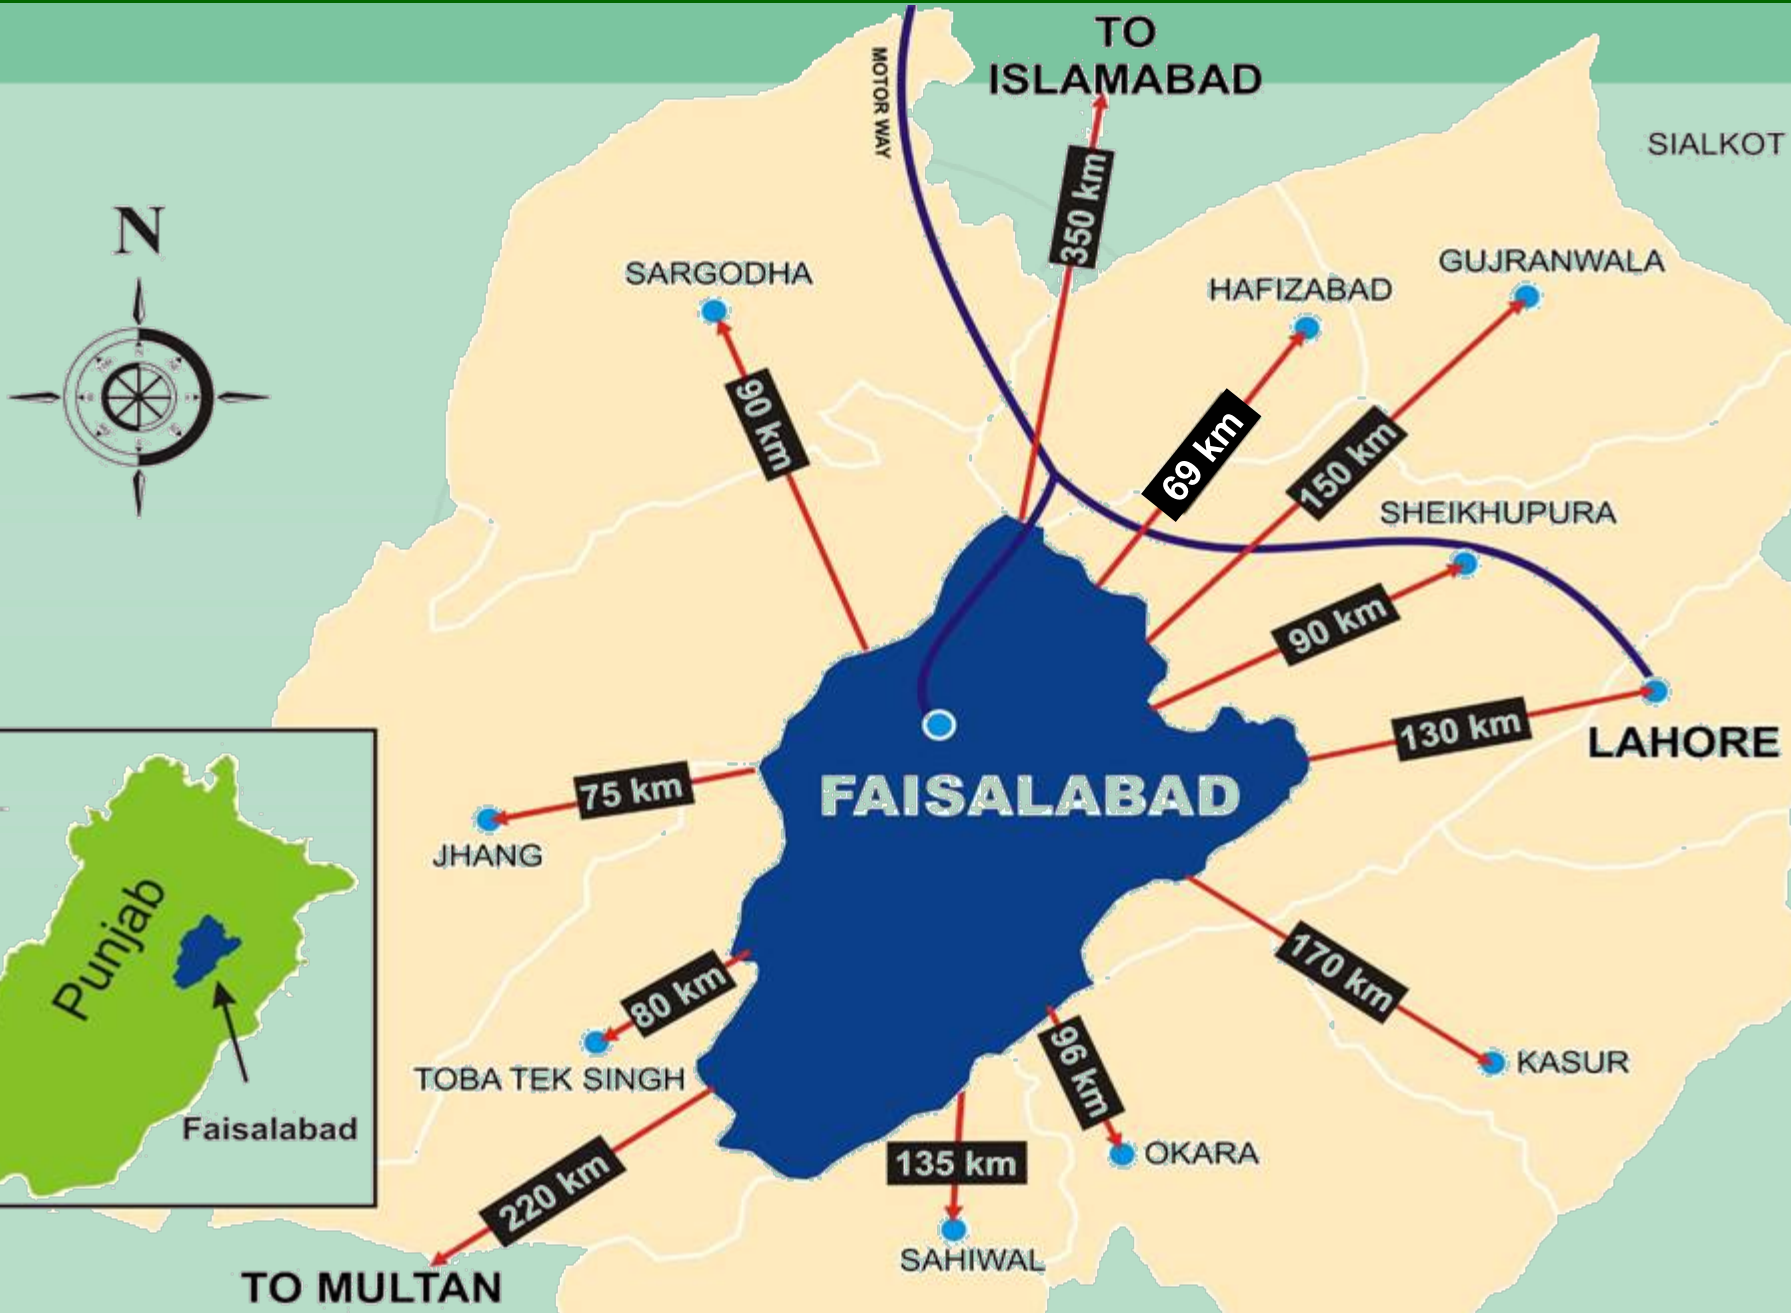 TO
ISLAMABAD
MOTOR WAY
SIALKOT
350 km
N
SARGODHA
HAFIZABAD
GUJRANWALA
90 km
69 km
150 km
SHEIKHUPURA
90 km
130 km
LAHORE
75 km
FAISALABAD
JHANG
Punjab
80 km
170 km
96 km
TOBA TEK SINGH
KASUR
Faisalabad
135 km
OKARA
220 km
SAHIWAL
TO MULTAN